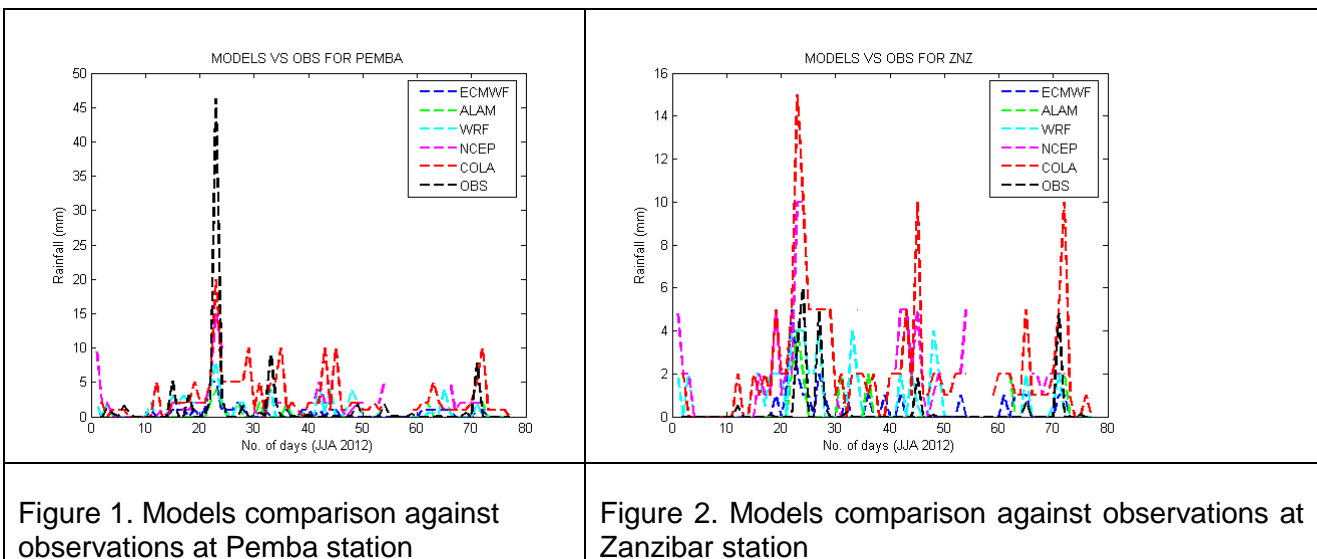 MODELS VS OBS FOR PEMBA
50
45
40
35
30
25
20
15
10
5
0
Rainfall (mm)
ECMWF
ALAM
WRF
NCEP
COLA
OBS
0 10 20 30 40 50 60 70 80
No. of days (JJA 2012)
MODELS VS OBS FOR ZNZ
16
14
12
10
8
6
4
2
0
Rainfall (mm)
ECMWF
ALAM
WRF
NCEP
COLA
OBS
0 10 20 30 40 50 60 70 80
No. of days (JJA 2012)
Figure 1. Models comparison against
observations at Pemba station
Figure 2. Models comparison against observations at
Zanzibar station